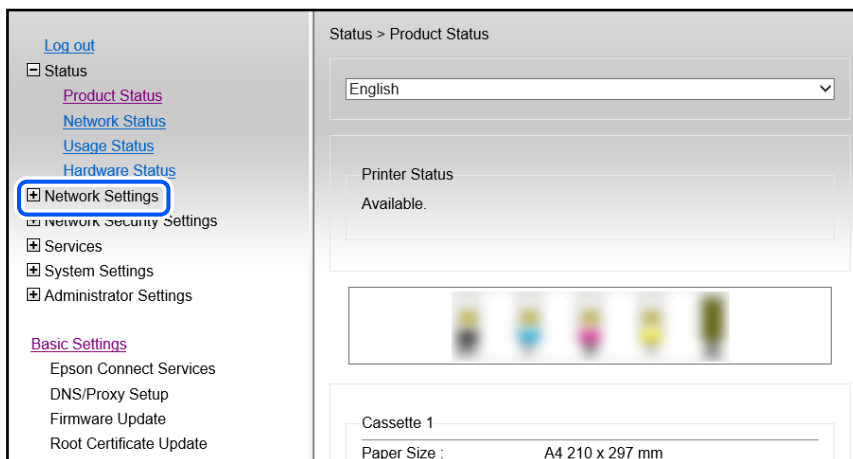 Log out
Status
Product Status
Network Status
Usage Status
Hardware Status
Network Settings
Network Security Settings
Services
System Settings
Administrator Settings
Basic Settings
Epson Connect Services
DNS/Proxy Setup
Firmware Update
Root Certificate Update
Status > Product Status
English
Printer Status
Available.
Cassette 1
Paper Size : A4 210 x 297 mm